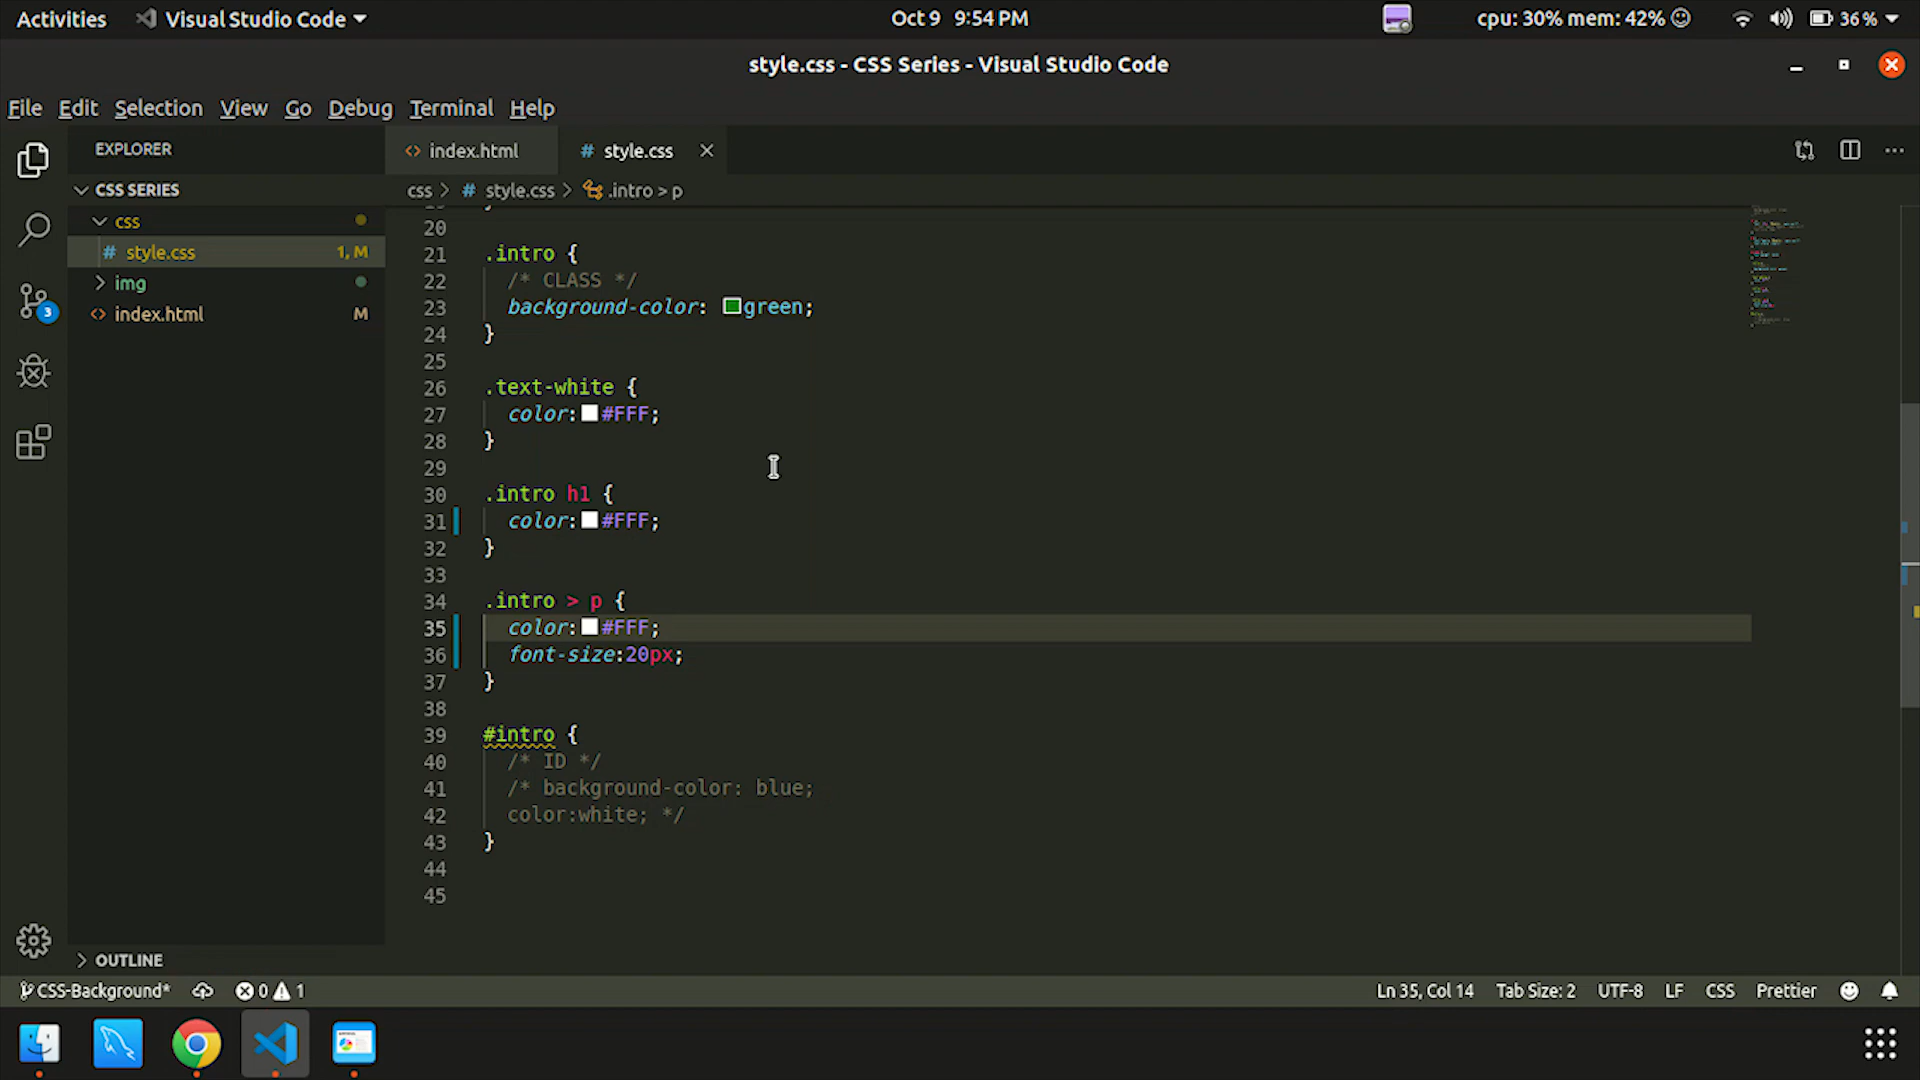 Activities Visual Studio Code Oct 9 9:54 PM cpu: 30% mem: 42% 36%
style.css - CSS Series - Visual Studio Code
File Edit Selection View Go Debug Terminal Help
EXPLORER index.html # style.css
CSS SERIES css > # style.css > .intro > p
css
# style.css 1, M
img
index.html M
3
20
21 .intro {
22 /* CLASS */
23 background-color: green;
24 }
25
26 .text-white {
27 color: #FFF;
28 }
29
30 .intro h1 {
31 color: #FFF;
32 }
33
34 .intro > p {
35 color: #FFF;
36 font-size:20px;
37 }
38
39 #intro {
40 /* ID */
41 /* background-color: blue;
42 color:white; */
43 }
44
45
OUTLINE
CSS-Background* 0 1 Ln 35, Col 14 Tab Size: 2 UTF-8 LF CSS Prettier